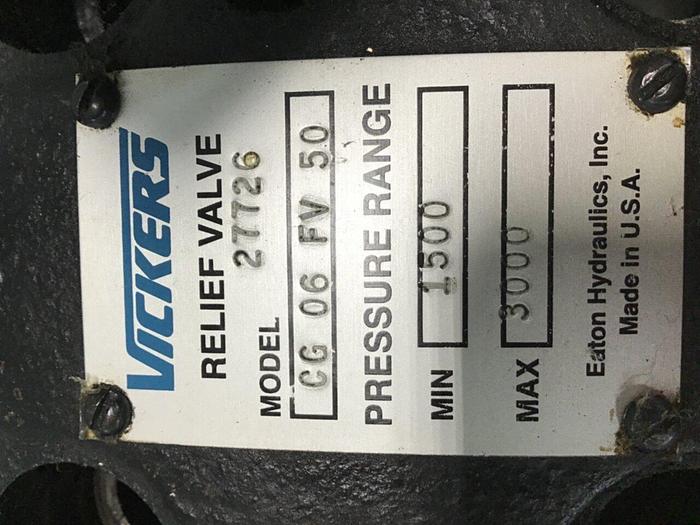 VICKERS
RELIEF VALVE
27726
MODEL
CG 06 FV 50
PRESSURE RANGE
MIN 1500
MAX 3000
Eaton Hydraulics, Inc.
Made in U.S.A.